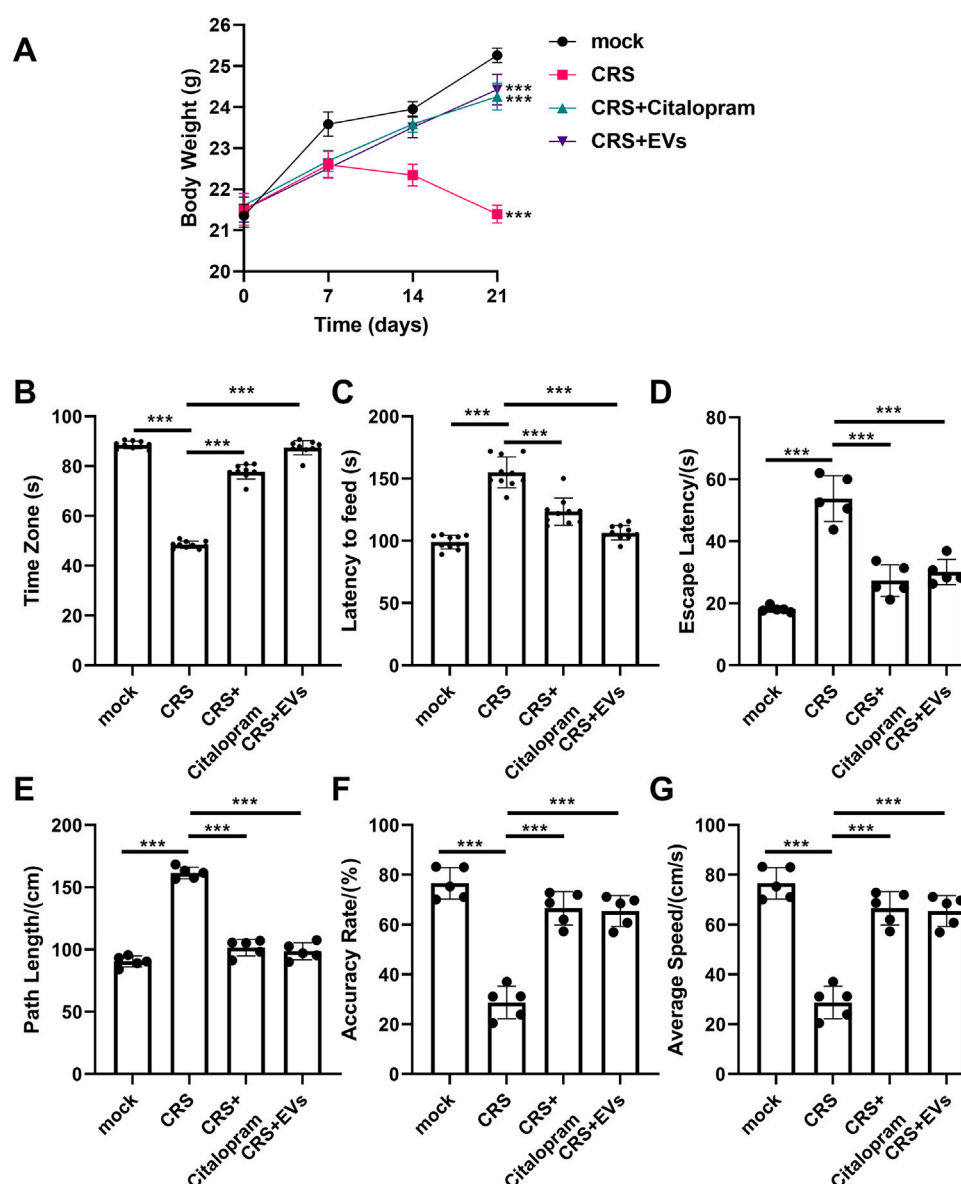 A
Body Weight (g)
26
25
24
23
22
21
20
0
7
14
21
Time (days)
***
***
***
mock
CRS
CRS+Citalopram
CRS+EVs
B
Time Zone (s)
100
80
60
40
20
0
***
***
***
mock
CRS
CRS+
Citalopram
CRS+EVs
C
Latency to feed (s)
200
150
100
50
0
***
***
***
mock
CRS
CRS+
Citalopram
CRS+EVs
D
Escape Latency/(s)
80
60
40
20
0
***
***
***
mock
CRS
CRS+
Citalopram
CRS+EVs
E
Path Length/(cm)
200
150
100
50
0
***
***
***
mock
CRS
CRS+
Citalopram
CRS+EVs
F
Accuracy Rate/(%)
100
80
60
40
20
0
***
***
***
mock
CRS
CRS+
Citalopram
CRS+EVs
G
Average Speed/(cm/s)
100
80
60
40
20
0
***
***
***
mock
CRS
CRS+
Citalopram
CRS+EVs